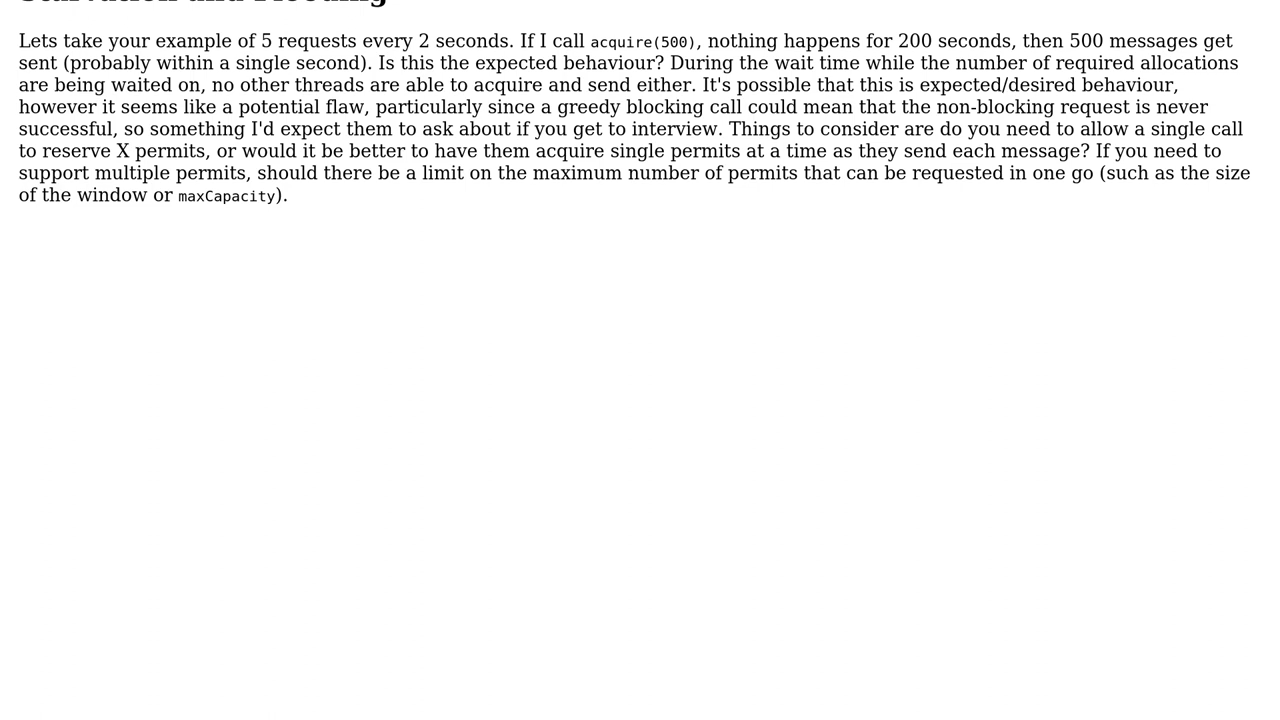 Starvation and Flooding
Lets take your example of 5 requests every 2 seconds. If I call acquire(500), nothing happens for 200 seconds, then 500 messages get
sent (probably within a single second). Is this the expected behaviour? During the wait time while the number of required allocations
are being waited on, no other threads are able to acquire and send either. It's possible that this is expected/desired behaviour,
however it seems like a potential flaw, particularly since a greedy blocking call could mean that the non-blocking request is never
successful, so something I'd expect them to ask about if you get to interview. Things to consider are do you need to allow a single call
to reserve X permits, or would it be better to have them acquire single permits at a time as they send each message? If you need to
support multiple permits, should there be a limit on the maximum number of permits that can be requested in one go (such as the size
of the window or maxCapacity).